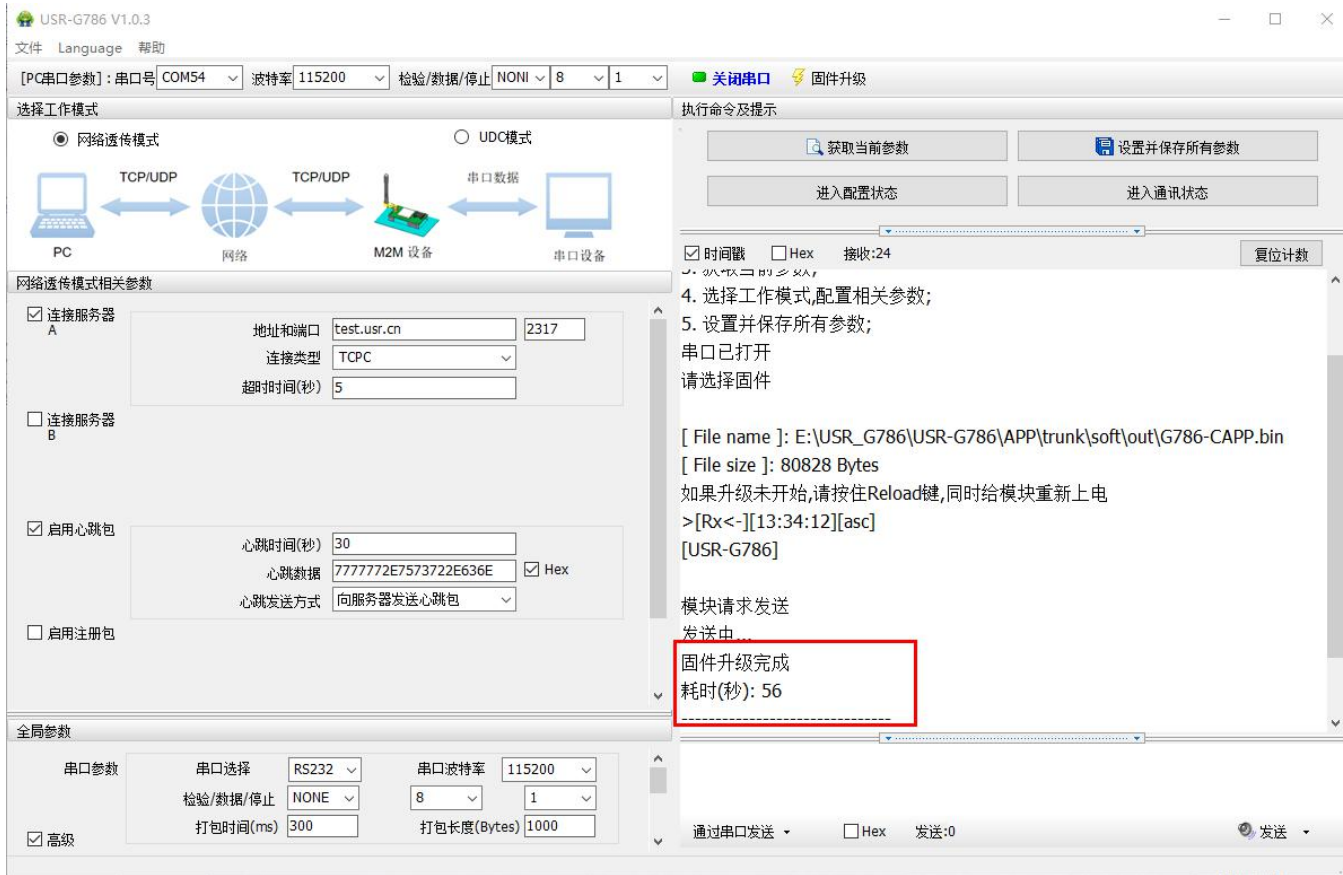 USR-G786 V1.0.3
文件 Language 帮助
[PC串口参数]：串口号 COM54 波特率 115200 检验/数据/停止 NONI 8 1 关闭串口 固件升级
选择工作模式
网络透传模式 UDC模式
TCP/UDP TCP/UDP 串口数据
PC 网络 M2M 设备 串口设备
网络透传模式相关参数
连接服务器
A
地址和端口 test.usr.cn 2317
连接类型 TCPC
超时时间(秒) 5
连接服务器
B
启用心跳包
心跳时间(秒) 30
心跳数据 7777772E7573722E636E Hex
心跳发送方式 向服务器发送心跳包
启用注册包
全局参数
串口参数 串口选择 RS232 串口波特率 115200
检验/数据/停止 NONE 8 1
打包时间(ms) 300 打包长度(Bytes) 1000
高级
执行命令及提示
获取当前参数 设置并保存所有参数
进入配置状态 进入通讯状态
时间戳 Hex 接收:24 复位计数
3. 获取当前参数;
4. 选择工作模式,配置相关参数;
5. 设置并保存所有参数;
串口已打开
请选择固件
[ File name ]: E:\USR_G786\USR-G786\APP\trunk\soft\out\G786-CAPP.bin
[ File size ]: 80828 Bytes
如果升级未开始,请按住Reload键,同时给模块重新上电
>[Rx<-][13:34:12][asc]
[USR-G786]
模块请求发送
发送中...
固件升级完成
耗时(秒): 56
-------------------------------
通过串口发送 Hex 发送:0 发送